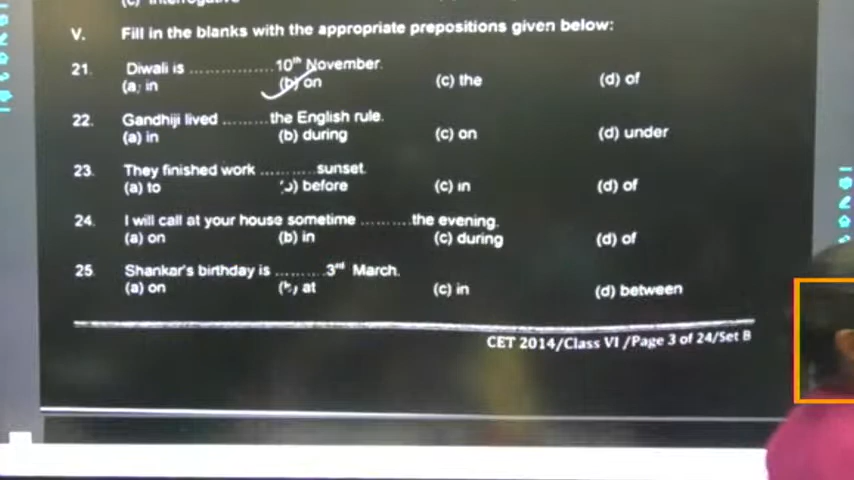 (c) Interrogative
V. Fill in the blanks with the appropriate prepositions given below:
21. Diwali is ................ 10th November.
(a) in (b) on (c) the (d) of
22. Gandhiji lived ......... the English rule.
(a) in (b) during (c) on (d) under
23. They finished work ........... sunset.
(a) to (b) before (c) in (d) of
24. I will call at your house sometime .......... the evening.
(a) on (b) in (c) during (d) of
25. Shankar's birthday is ..........3rd March.
(a) on (b) at (c) in (d) between
CET 2014/Class VI /Page 3 of 24/Set B